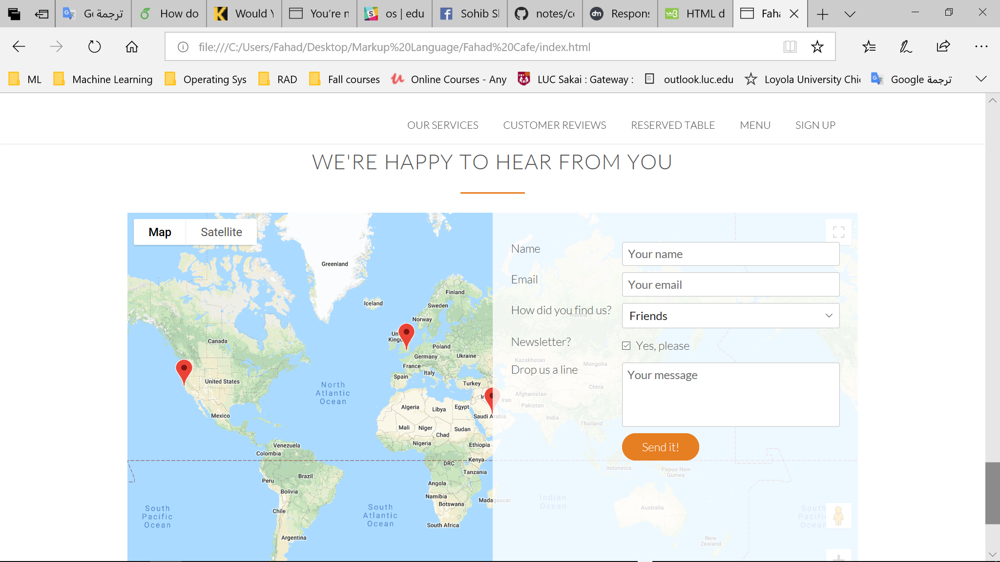 Gc ترجمة
How do
Would Y
You're n
os | edu
Sohib Sl
notes/cc
Respons
HTML d
Faha
file:///C:/Users/Fahad/Desktop/Markup%20Language/Fahad%20Cafe/index.html
ML
Machine Learning
Operating Sys
RAD
Fall courses
Online Courses - Any
LUC Sakai : Gateway :
outlook.luc.edu
Loyola University Chi
Google ترجمة
OUR SERVICES
CUSTOMER REVIEWS
RESERVED TABLE
MENU
SIGN UP
WE'RE HAPPY TO HEAR FROM YOU
Map
Satellite
Greenland
Iceland
Finland
Sweden
Norway
Un
Kingd
Canada
Poland
Germany
Ukraine
France
Italy
Spain
United States
Turkey
North
Atlantic
Ocean
Algeria
Libya
Egypt
Ir
Iran
Mexico
Saudi Arabia
Mali
Niger
Sudan
Chad
Nigeria
Ethiopia
Venezuela
Colombia
DRC
Kenya
Tanzania
Brazil
Peru
Angola
Bolivia
Namibia
Botswana
Madagascar
South
Pacific
Ocean
South
Atlantic
Ocean
Chile
South Africa
Argentina
Name
Your name
Email
Your email
How did you find us?
Friends
Russia
Newsletter?
Yes, please
Kazakhstan
Mongolia
Drop us a line
Your message
China
Afghanistan
Pakistan
India
Thailand
Send it!
Indonesia
Papua New
Guinea
Indian
Ocean
Australia
South
Pacific
Ocean
New
Zealand